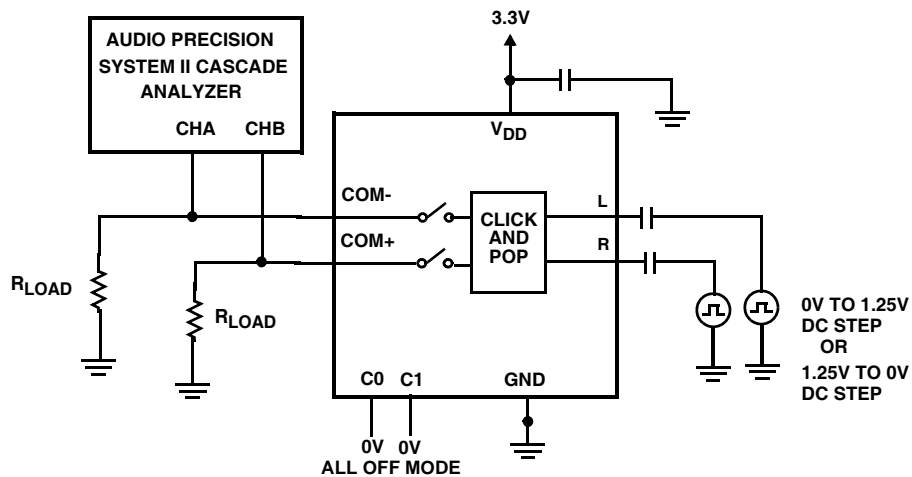 3.3V
AUDIO PRECISION
SYSTEM II CASCADE
ANALYZER
CHA CHB
VDD
COM-
COM+
CLICK
AND
POP
L
R
RLOAD
RLOAD
0V TO 1.25V
DC STEP
OR
1.25V TO 0V
DC STEP
C0 C1 GND
0V 0V
ALL OFF MODE